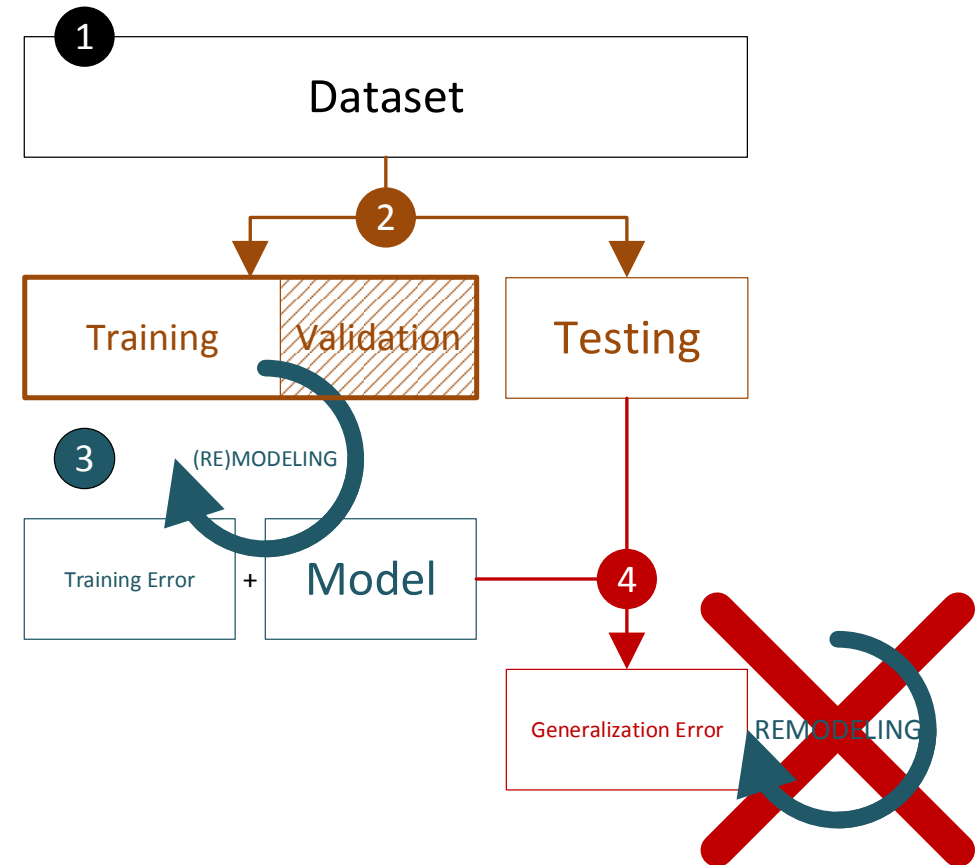 1
Dataset
2
Training
Validation
Testing
3
(RE)MODELING
Training Error
+
Model
4
Generalization Error
REMODELING